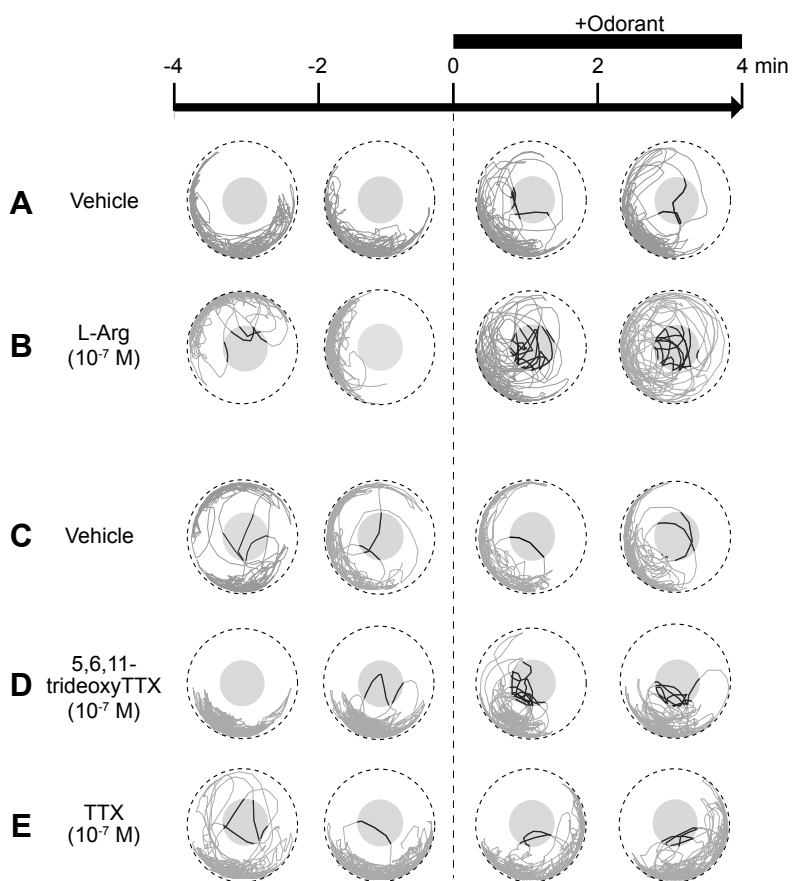 +Odorant
-4 -2 0 2 4 min
A Vehicle
B L-Arg
(10⁻⁷ M)
C Vehicle
D 5,6,11-
trideoxyTTX
(10⁻⁷ M)
E TTX
(10⁻⁷ M)